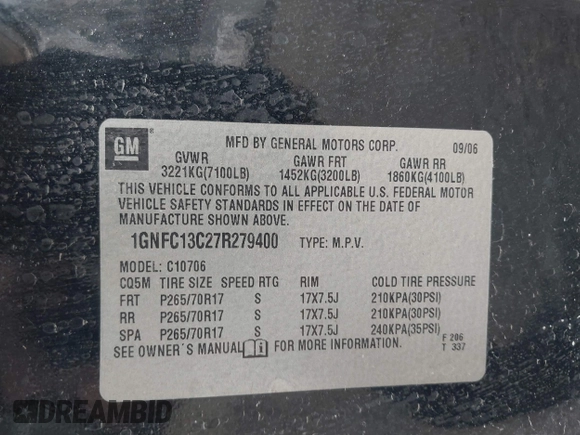 GM
MFD BY GENERAL MOTORS CORP. 09/06
GVWR GAWR FRT GAWR RR
3221KG(7100LB) 1452KG(3200LB) 1860KG(4100LB)
THIS VEHICLE CONFORMS TO ALL APPLICABLE U.S. FEDERAL MOTOR
VEHICLE SAFETY STANDARDS IN EFFECT ON THE DATE OF
MANUFACTURE SHOWN ABOVE.
1GNFC13C27R279400 TYPE: M.P.V.
MODEL: C10706
CQ5M TIRE SIZE SPEED RTG RIM COLD TIRE PRESSURE
FRT P265/70R17 S 17X7.5J 210KPA(30PSI)
RR P265/70R17 S 17X7.5J 210KPA(30PSI)
SPA P265/70R17 S 17X7.5J 240KPA(35PSI)
SEE OWNER´S MANUAL FOR MORE INFORMATION. F 206
T 337
DREAMBID